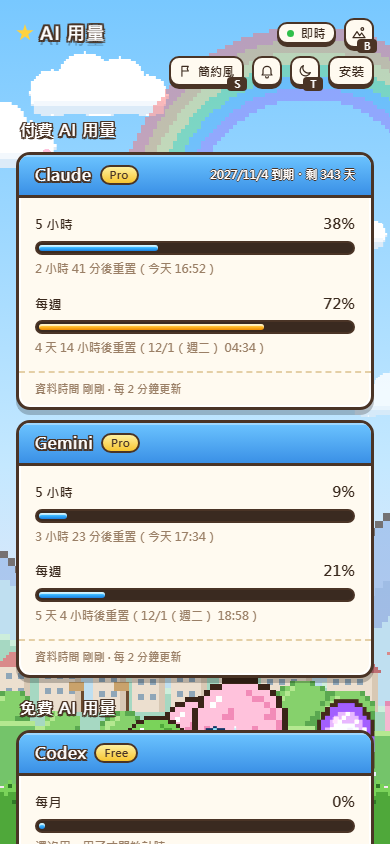 AI 用量
即時
B
簡約風
S
T
安裝
付費 AI 用量
Claude Pro 2027/11/4 到期・剩 343 天
5 小時 38%
2 小時 41 分後重置 ( 今天 16:52 )
每週 72%
4 天 14 小時後重置 ( 12/1 ( 週二 ) 04:34 )
資料時間 剛剛・每 2 分鐘更新
Gemini Pro
5 小時 9%
3 小時 23 分後重置 ( 今天 17:34 )
每週 21%
5 天 4 小時後重置 ( 12/1 ( 週二 ) 18:58 )
資料時間 剛剛・每 2 分鐘更新
免費 AI 用量
Codex Free
每月 0%